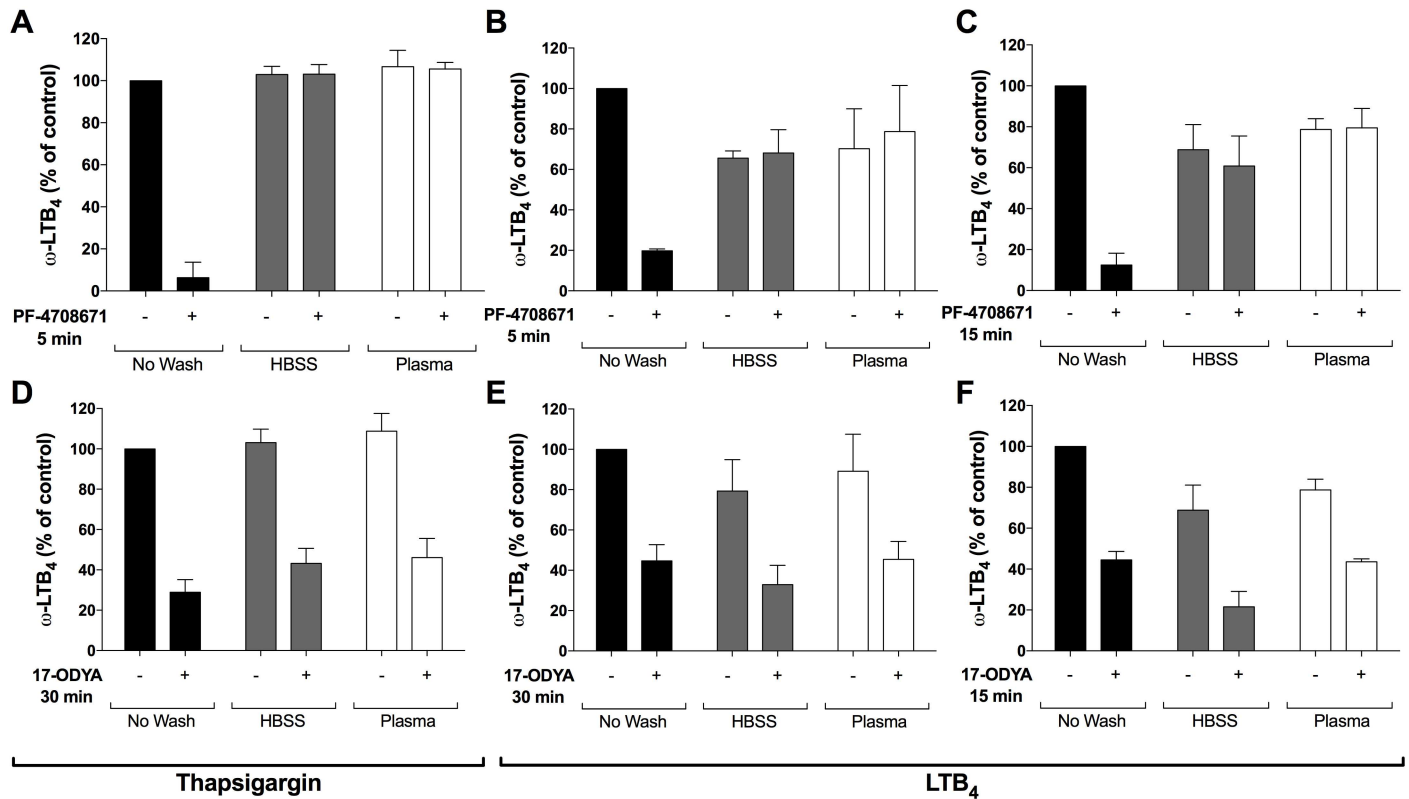 A
ω-LTB4 (% of control)
120
100
80
60
40
20
0
PF-4708671 - + - + - +
5 min
No Wash HBSS Plasma
B
ω-LTB4 (% of control)
120
100
80
60
40
20
0
PF-4708671 - + - + - +
5 min
No Wash HBSS Plasma
C
ω-LTB4 (% of control)
120
100
80
60
40
20
0
PF-4708671 - + - + - +
15 min
No Wash HBSS Plasma
D
ω-LTB4 (% of control)
120
100
80
60
40
20
0
17-ODYA - + - + - +
30 min
No Wash HBSS Plasma
E
ω-LTB4 (% of control)
120
100
80
60
40
20
0
17-ODYA - + - + - +
30 min
No Wash HBSS Plasma
F
ω-LTB4 (% of control)
120
100
80
60
40
20
0
17-ODYA - + - + - +
15 min
No Wash HBSS Plasma
Thapsigargin
LTB4